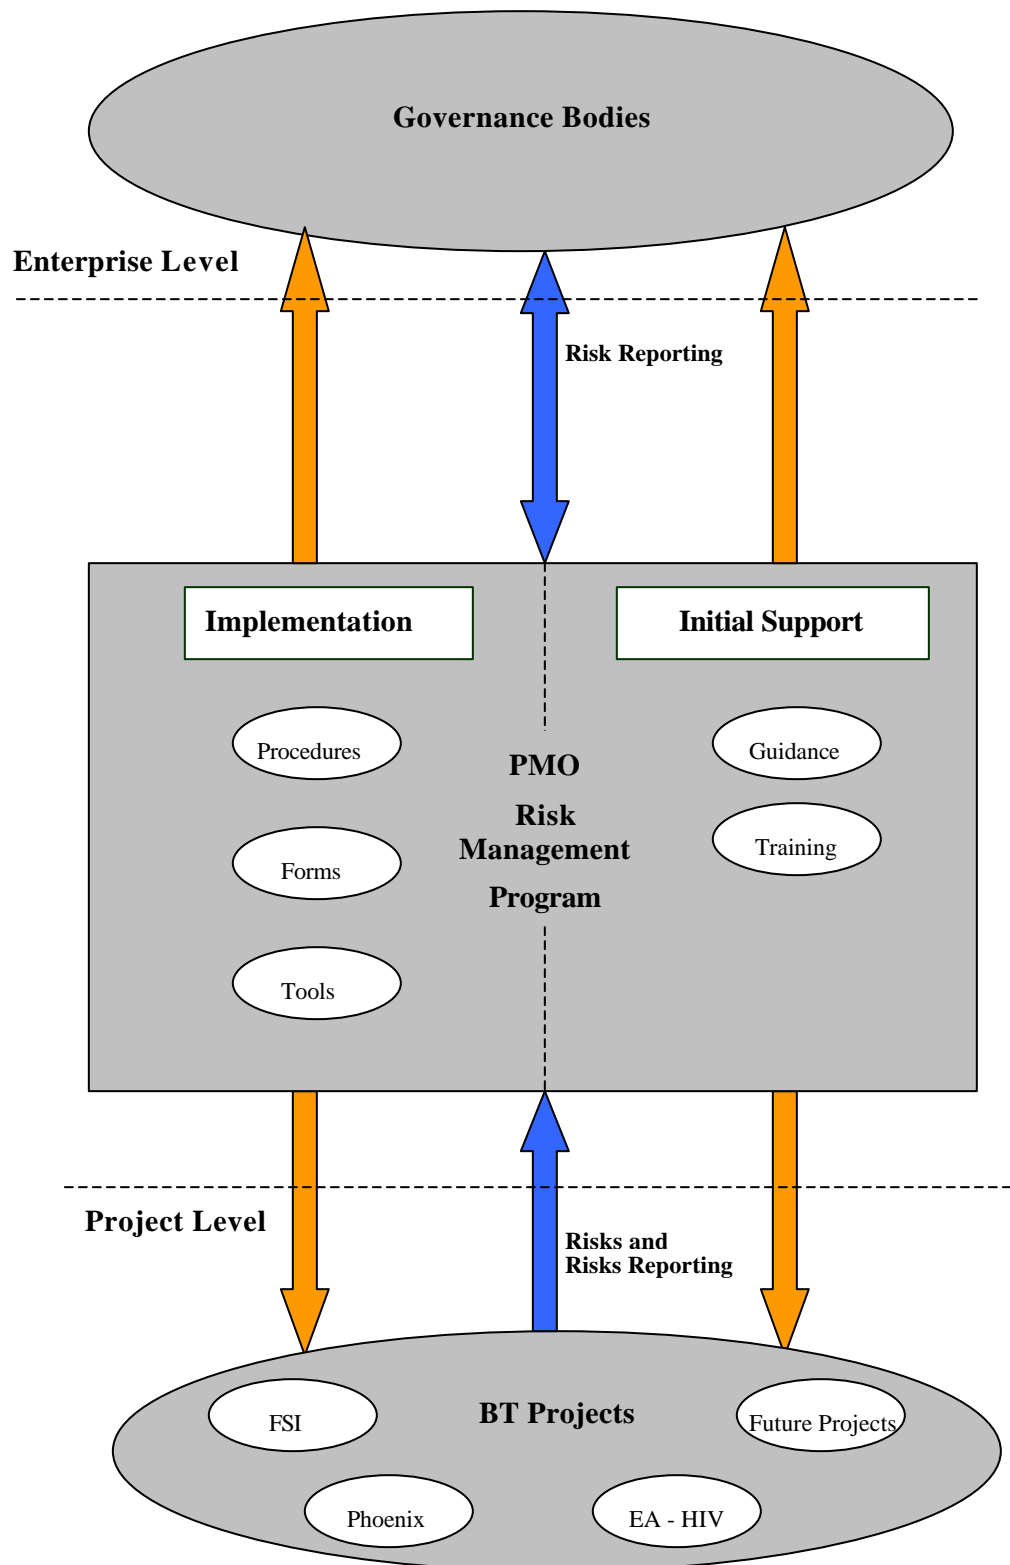 Governance Bodies
Enterprise Level
Risk Reporting
Implementation
Initial Support
Procedures
Guidance
PMO
Risk
Management
Program
Training
Forms
Tools
Project Level
Risks and
Risks Reporting
BT Projects
FSI
Future Projects
Phoenix
EA - HIV